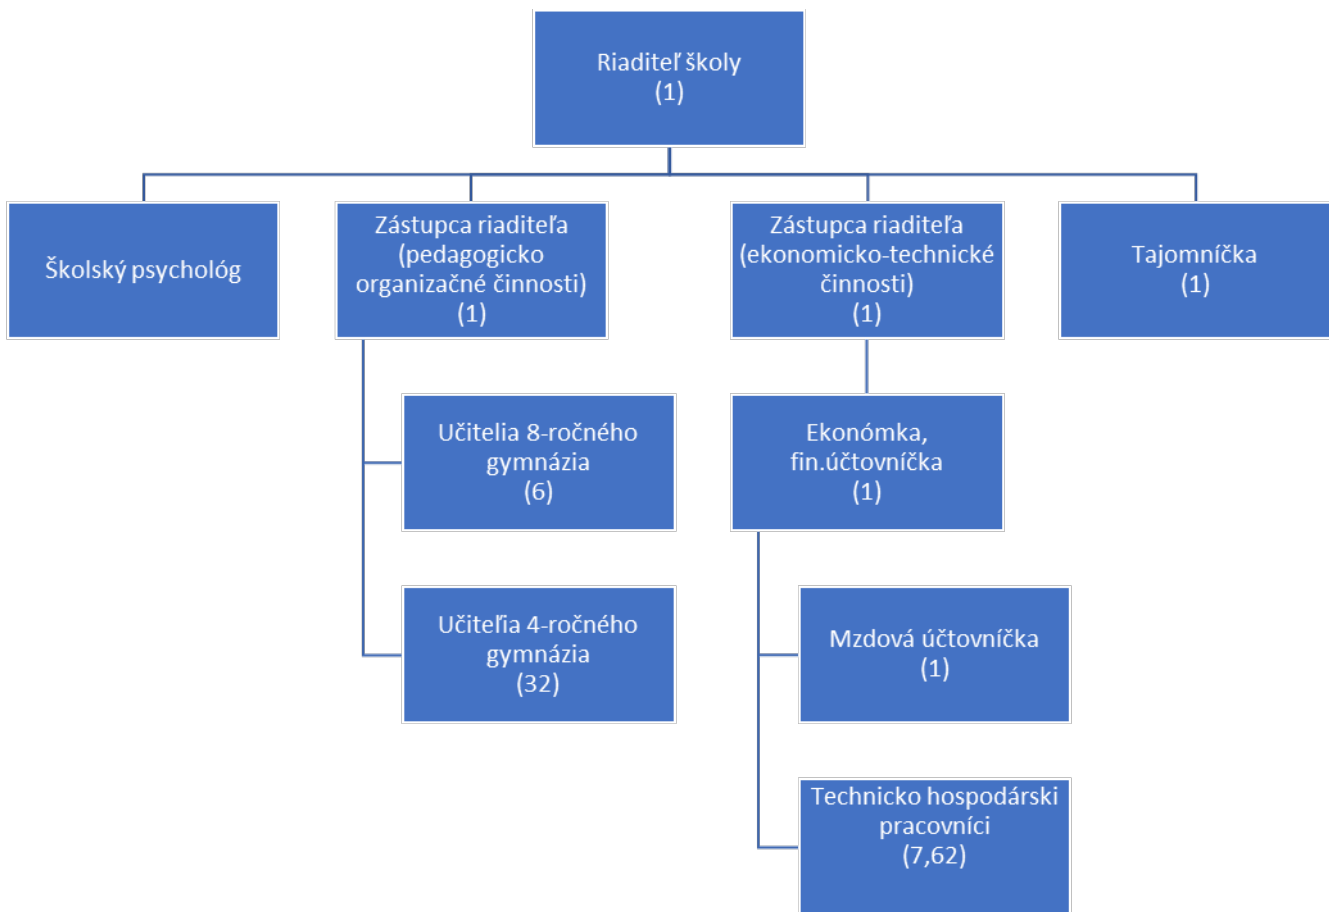 Riaditeľ školy
(1)
Školský psychológ
Zástupca riaditeľa
(pedagogicko
organizačné činnosti)
(1)
Zástupca riaditeľa
(ekonomicko-technické
činnosti)
(1)
Tajomníčka
(1)
Učitelia 8-ročného
gymnázia
(6)
Učiteľia 4-ročného
gymnázia
(32)
Ekonómka,
fin.účtovníčka
(1)
Mzdová účtovníčka
(1)
Technicko hospodárski
pracovníci
(7,62)